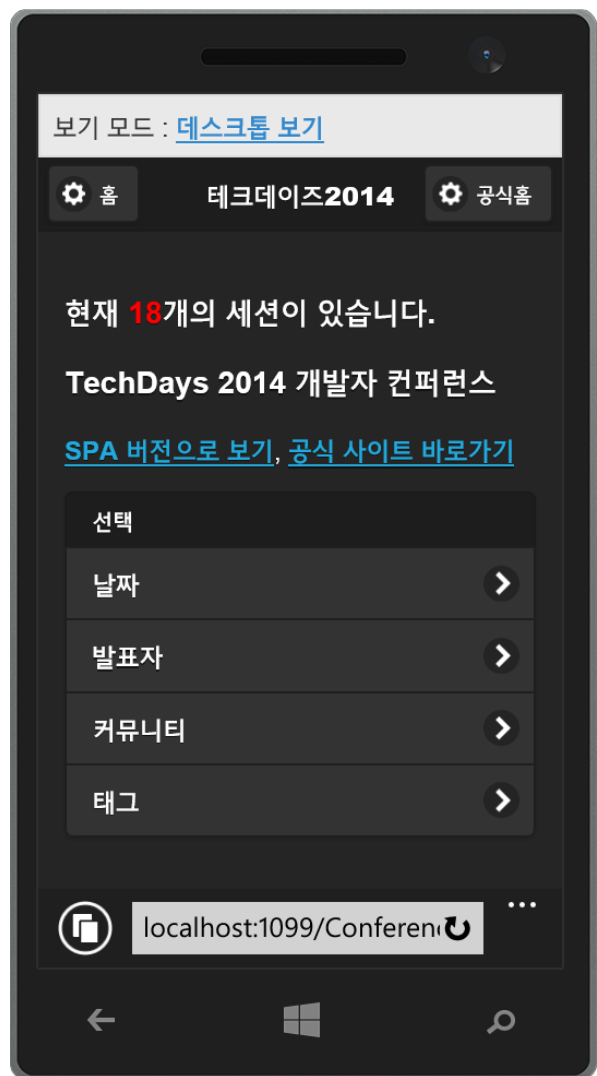 보기 모드 : 데스크톱 보기
홈 테크데이즈2014 공식홈
현재 18개의 세션이 있습니다.
TechDays 2014 개발자 컨퍼런스
SPA 버전으로 보기, 공식 사이트 바로가기
선택
날짜
발표자
커뮤니티
태그
localhost:1099/Conferen